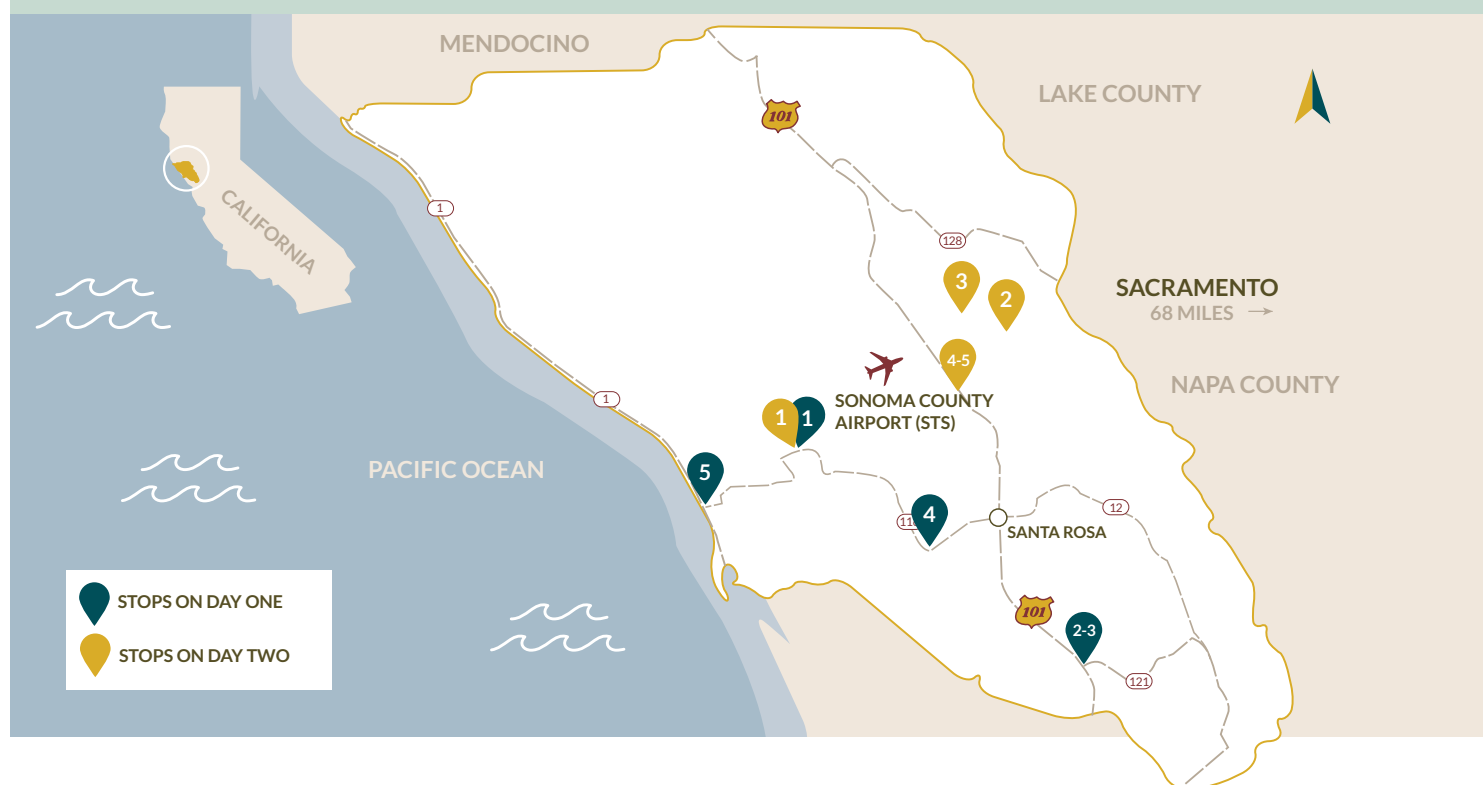 MENDOCINO
LAKE COUNTY
101
CALIFORNIA
1
128
3
2
SACRAMENTO
68 MILES
4-5
NAPA COUNTY
1
SONOMA COUNTY
AIRPORT (STS)
1
1
PACIFIC OCEAN
5
4
12
SANTA ROSA
STOPS ON DAY ONE
101
2-3
STOPS ON DAY TWO
121